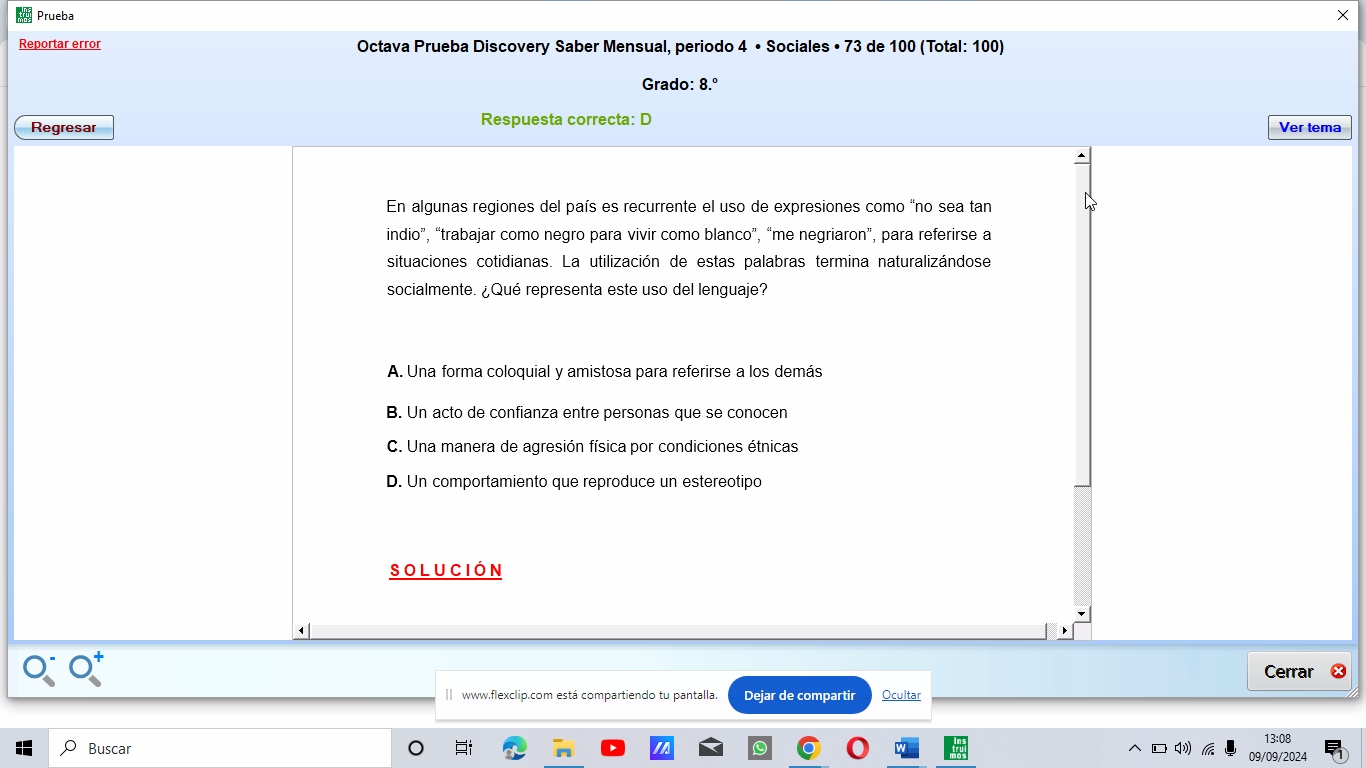 Prueba
Reportar error
Octava Prueba Discovery Saber Mensual, periodo 4 • Sociales • 73 de 100 (Total: 100)
Grado: 8.°
Respuesta correcta: D
Regresar
Ver tema
En algunas regiones del país es recurrente el uso de expresiones como “no sea tan
indio”, “trabajar como negro para vivir como blanco”, “me negriaron”, para referirse a
situaciones cotidianas. La utilización de estas palabras termina naturalizándose
socialmente. ¿Qué representa este uso del lenguaje?
A. Una forma coloquial y amistosa para referirse a los demás
B. Un acto de confianza entre personas que se conocen
C. Una manera de agresión física por condiciones étnicas
D. Un comportamiento que reproduce un estereotipo
SOLUCIÓN
Cerrar
www.flexclip.com está compartiendo tu pantalla.
Dejar de compartir
Ocultar
Buscar
Ins
trui
mos
13:08
09/09/2024
1